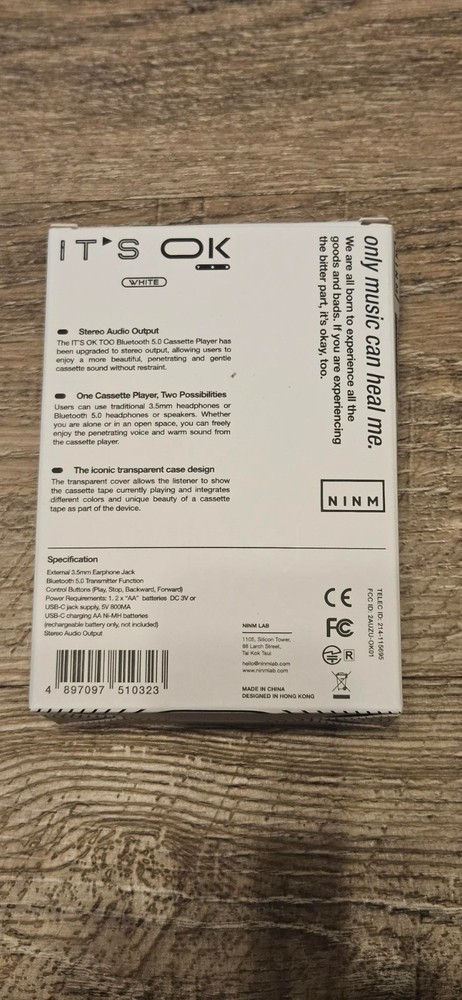 IT'S OK
WHITE
Stereo Audio Output
The IT'S OK TOO Bluetooth 5.0 Cassette Player has
been upgraded to stereo output, allowing users to
enjoy a more beautiful, penetrating and gentle
cassette sound without restraint.
One Cassette Player, Two Possibilities
Users can use traditional 3.5mm headphones or
Bluetooth 5.0 headphones or speakers. Whether
you are alone or in an open space, you can freely
enjoy the penetrating voice and warm sound from
the cassette player.
The iconic transparent case design
The transparent cover allows the listener to show
the cassette tape currently playing and integrates
different colors and unique beauty of a cassette
tape as part of the device.
only music can heal me.
We are all born to experience all the
goods and bads. If you are experiencing
the bitter part, it's okay, too.
NINM
Specification
External 3.5mm Earphone Jack
Bluetooth 5.0 Transmitter Function
Control Buttons (Play, Stop, Backward, Forward)
Power Requirements: 1. 2 x "AA" batteries DC 3V or
USB-C jack supply, 5V 800MA
USB-C charging AA Ni-MH batteries
(rechargeable battery only, not included)
Stereo Audio Output
4 897097 510323
NINM LAB
1105, Silicon Tower,
88 Larch Street,
Tai Kok Tsui
hello@ninmlab.com
www.ninmlab.com
MADE IN CHINA
DESIGNED IN HONG KONG
CE
FC
R
TELEC ID: 214-115695
FCC ID: 2AUZU-OK01